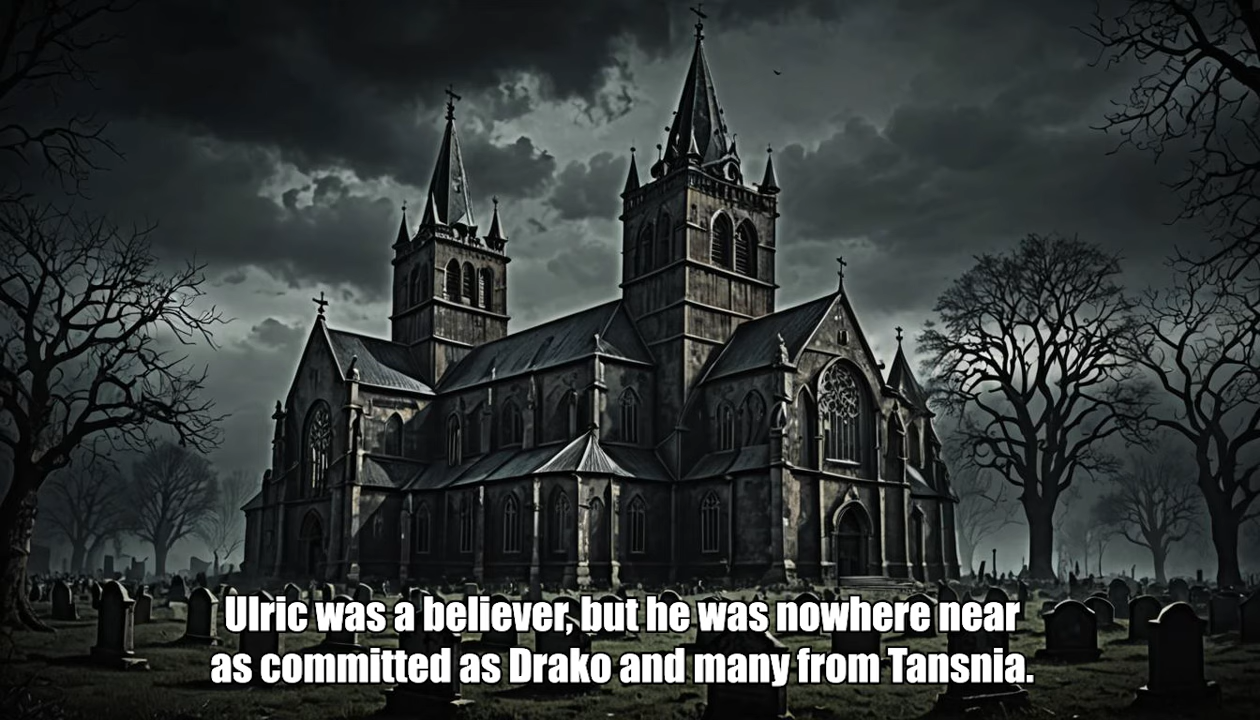 Ulric was a believer, but he was nowhere near
as committed as Drako and many from Tansnia.